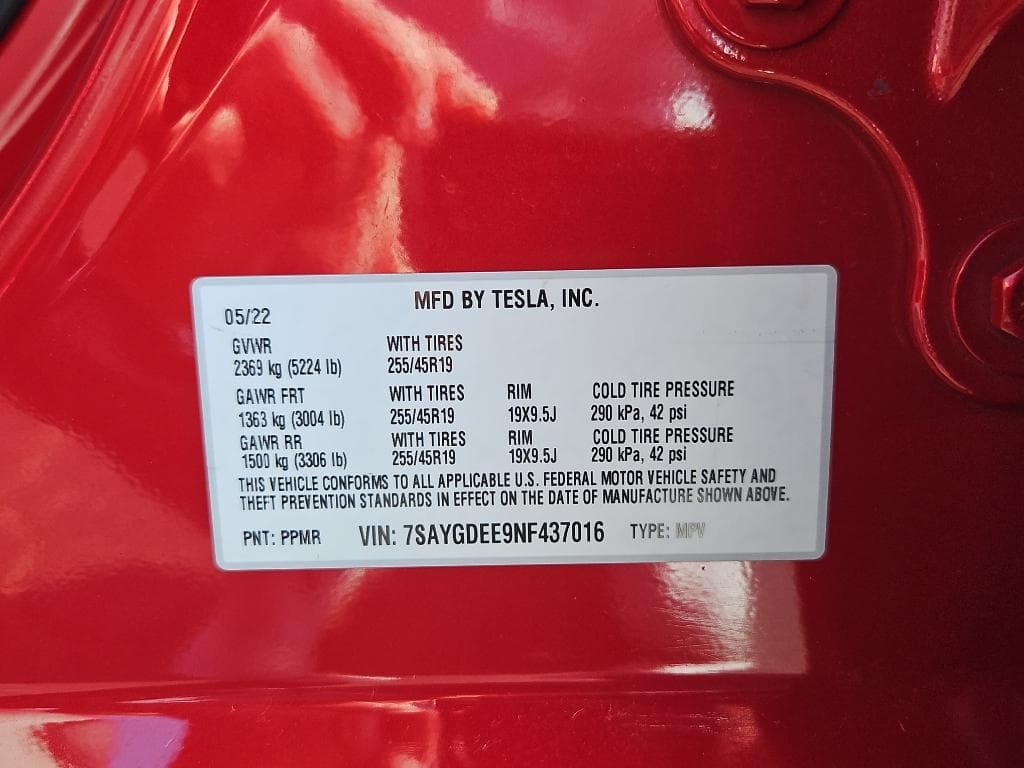 MFD BY TESLA, INC.
05/22
GVWR WITH TIRES
2369 kg (5224 lb) 255/45R19
GAWR FRT WITH TIRES RIM COLD TIRE PRESSURE
1363 kg (3004 lb) 255/45R19 19X9.5J 290 kPa, 42 psi
GAWR RR WITH TIRES RIM COLD TIRE PRESSURE
1500 kg (3306 lb) 255/45R19 19X9.5J 290 kPa, 42 psi
THIS VEHICLE CONFORMS TO ALL APPLICABLE U.S. FEDERAL MOTOR VEHICLE SAFETY AND
THEFT PREVENTION STANDARDS IN EFFECT ON THE DATE OF MANUFACTURE SHOWN ABOVE.
PNT: PPMR VIN: 7SAYGDEE9NF437016 TYPE: MPV